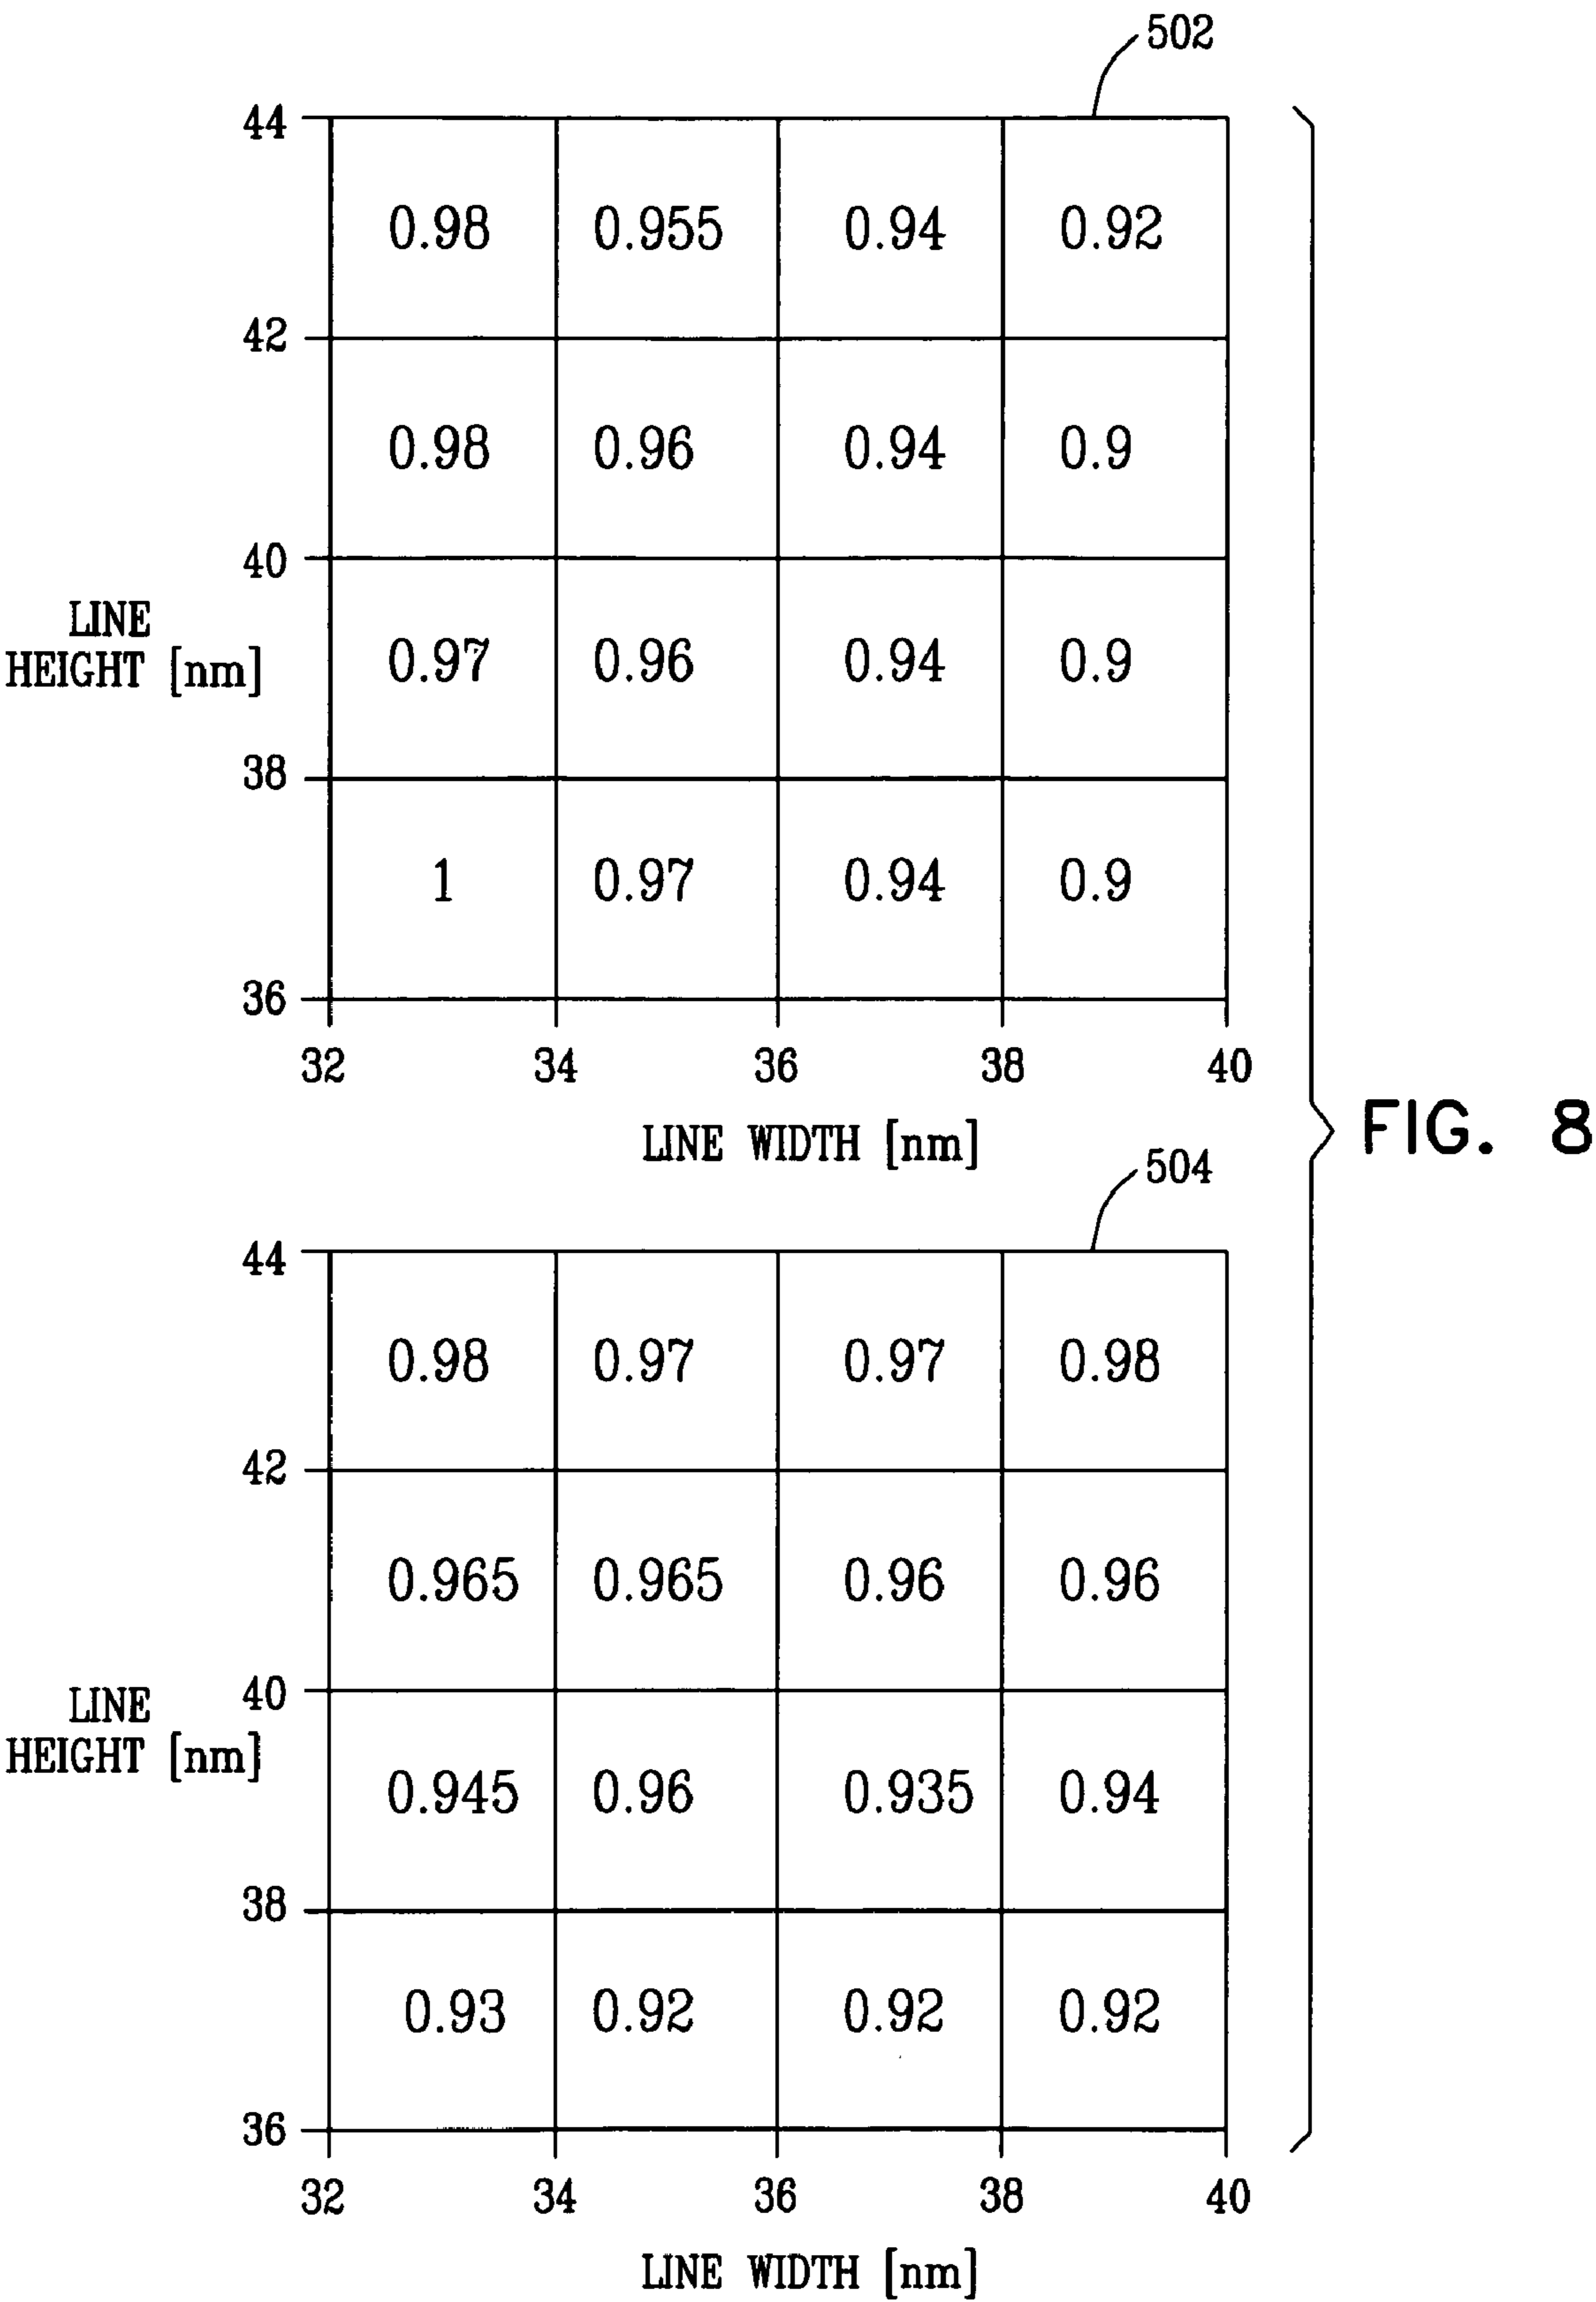 502
44
0.98 0.955 0.94 0.92
42
0.98 0.96 0.94 0.9
40
LINE
HEIGHT [nm]
0.97 0.96 0.94 0.9
38
1 0.97 0.94 0.9
36
32 34 36 38 40
LINE WIDTH [nm]
FIG. 8
504
44
0.98 0.97 0.97 0.98
42
0.965 0.965 0.96 0.96
40
LINE
HEIGHT [nm]
0.945 0.96 0.935 0.94
38
0.93 0.92 0.92 0.92
36
32 34 36 38 40
LINE WIDTH [nm]